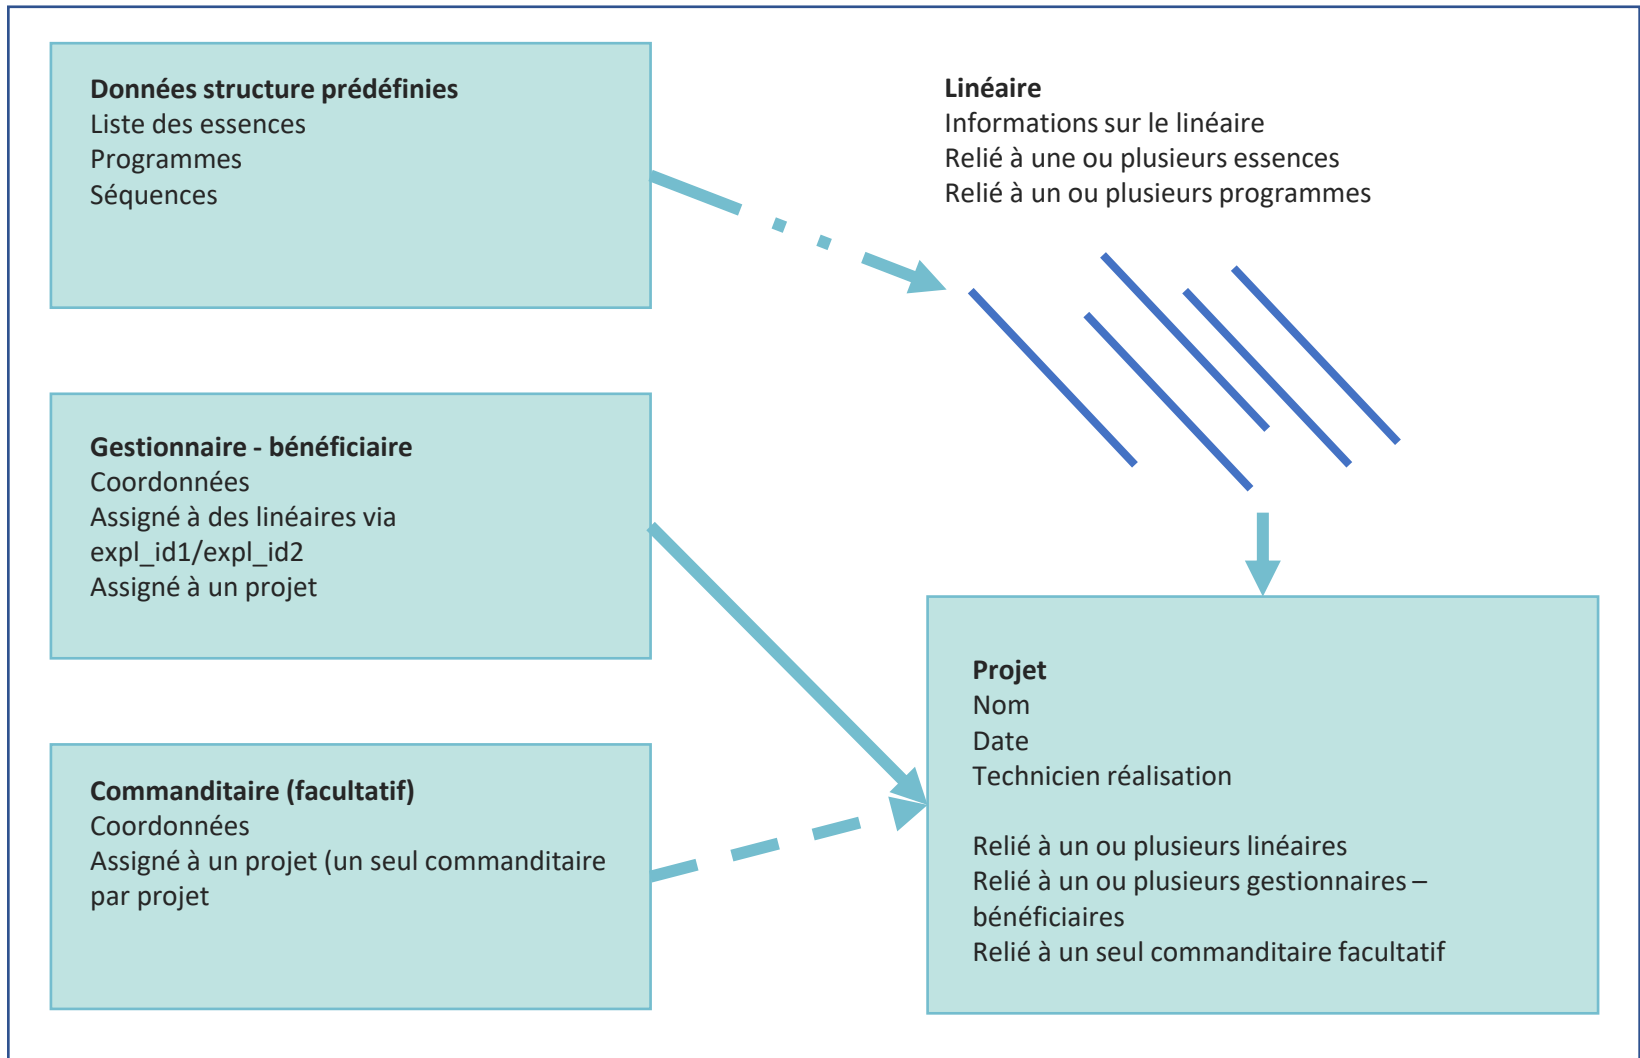 Données structure prédéfinies
Liste des essences
Programmes
Séquences
Linéaire
Informations sur le linéaire
Relié à une ou plusieurs essences
Relié à un ou plusieurs programmes
Gestionnaire - bénéficiaire
Coordonnées
Assigné à des linéaires via
expl_id1/expl_id2
Assigné à un projet
Commanditaire (facultatif)
Coordonnées
Assigné à un projet (un seul commanditaire
par projet
Projet
Nom
Date
Technicien réalisation
Relié à un ou plusieurs linéaires
Relié à un ou plusieurs gestionnaires –
bénéficiaires
Relié à un seul commanditaire facultatif